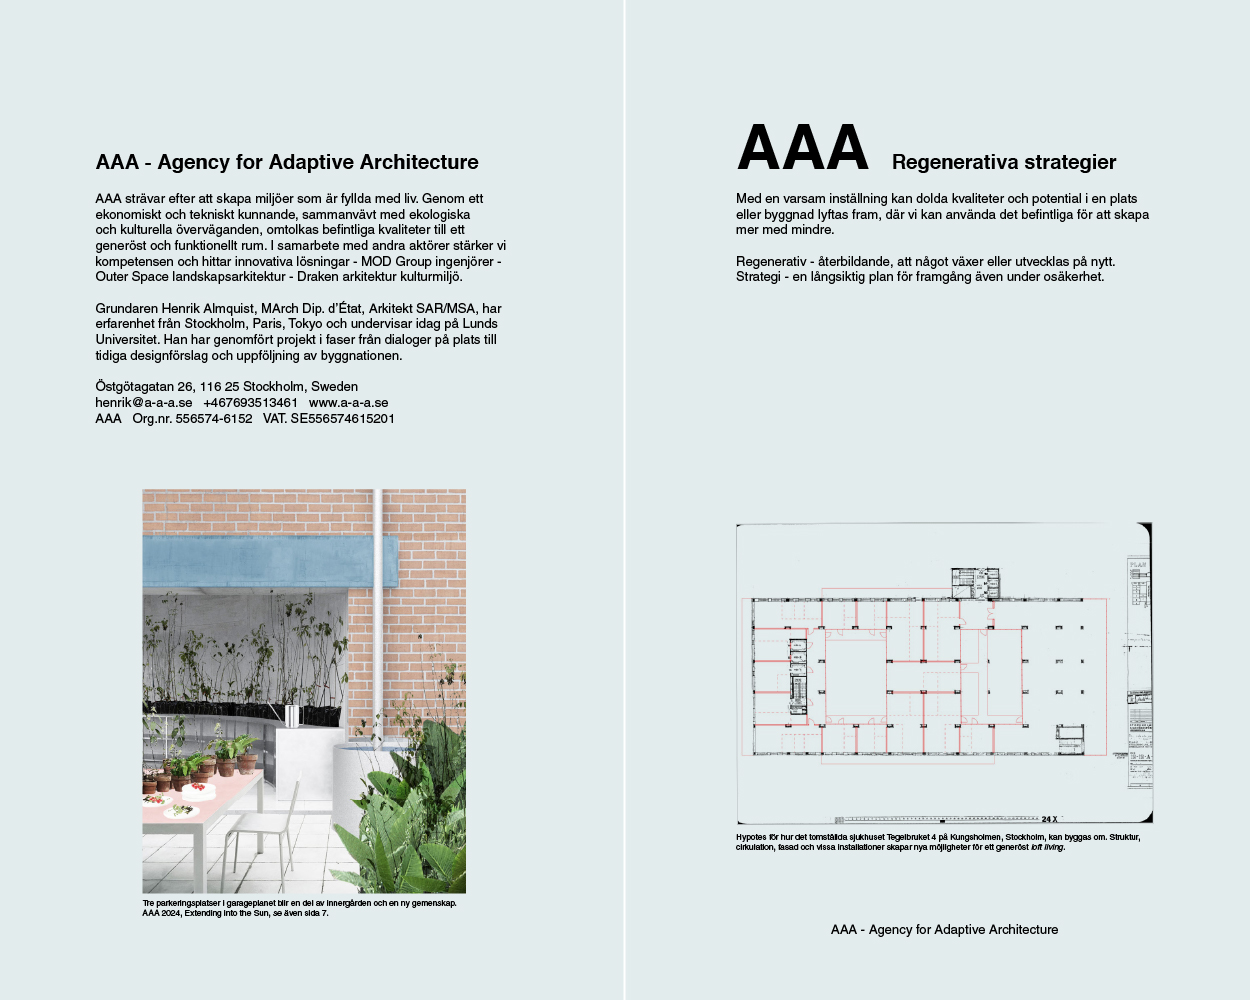 AAA - Agency for Adaptive Architecture
AAA strävar efter att skapa miljöer som är fyllda med liv. Genom ett
ekonomiskt och tekniskt kunnande, sammanvävt med ekologiska
och kulturella överväganden, omtolkas befintliga kvaliteter till ett
generöst och funktionellt rum. I samarbete med andra aktörer stärker vi
kompetensen och hittar innovativa lösningar - MOD Group ingenjörer -
Outer Space landskapsarkitektur - Draken arkitektur kulturmiljö.
Grundaren Henrik Almquist, MArch Dip. d’État, Arkitekt SAR/MSA, har
erfarenhet från Stockholm, Paris, Tokyo och undervisar idag på Lunds
Universitet. Han har genomfört projekt i faser från dialoger på plats till
tidiga designförslag och uppföljning av byggnationen.
Östgötagatan 26, 116 25 Stockholm, Sweden
henrik@a-a-a.se +467693513461 www.a-a-a.se
AAA Org.nr. 556574-6152 VAT. SE556574615201
Tre parkeringsplatser i garageplanet blir en del av innergården och en ny gemenskap.
AAA 2024, Extending into the Sun, se även sida 7.
AAA Regenerativa strategier
Med en varsam inställning kan dolda kvaliteter och potential i en plats
eller byggnad lyftas fram, där vi kan använda det befintliga för att skapa
mer med mindre.
Regenerativ - återbildande, att något växer eller utvecklas på nytt.
Strategi - en långsiktig plan för framgång även under osäkerhet.
PLAN
24 X
Hypotes för hur det tomställda sjukhuset Tegelbruket 4 på Kungsholmen, Stockholm, kan byggas om. Struktur,
cirkulation, fasad och vissa installationer skapar nya möjligheter för ett generöst loft living.
AAA - Agency for Adaptive Architecture